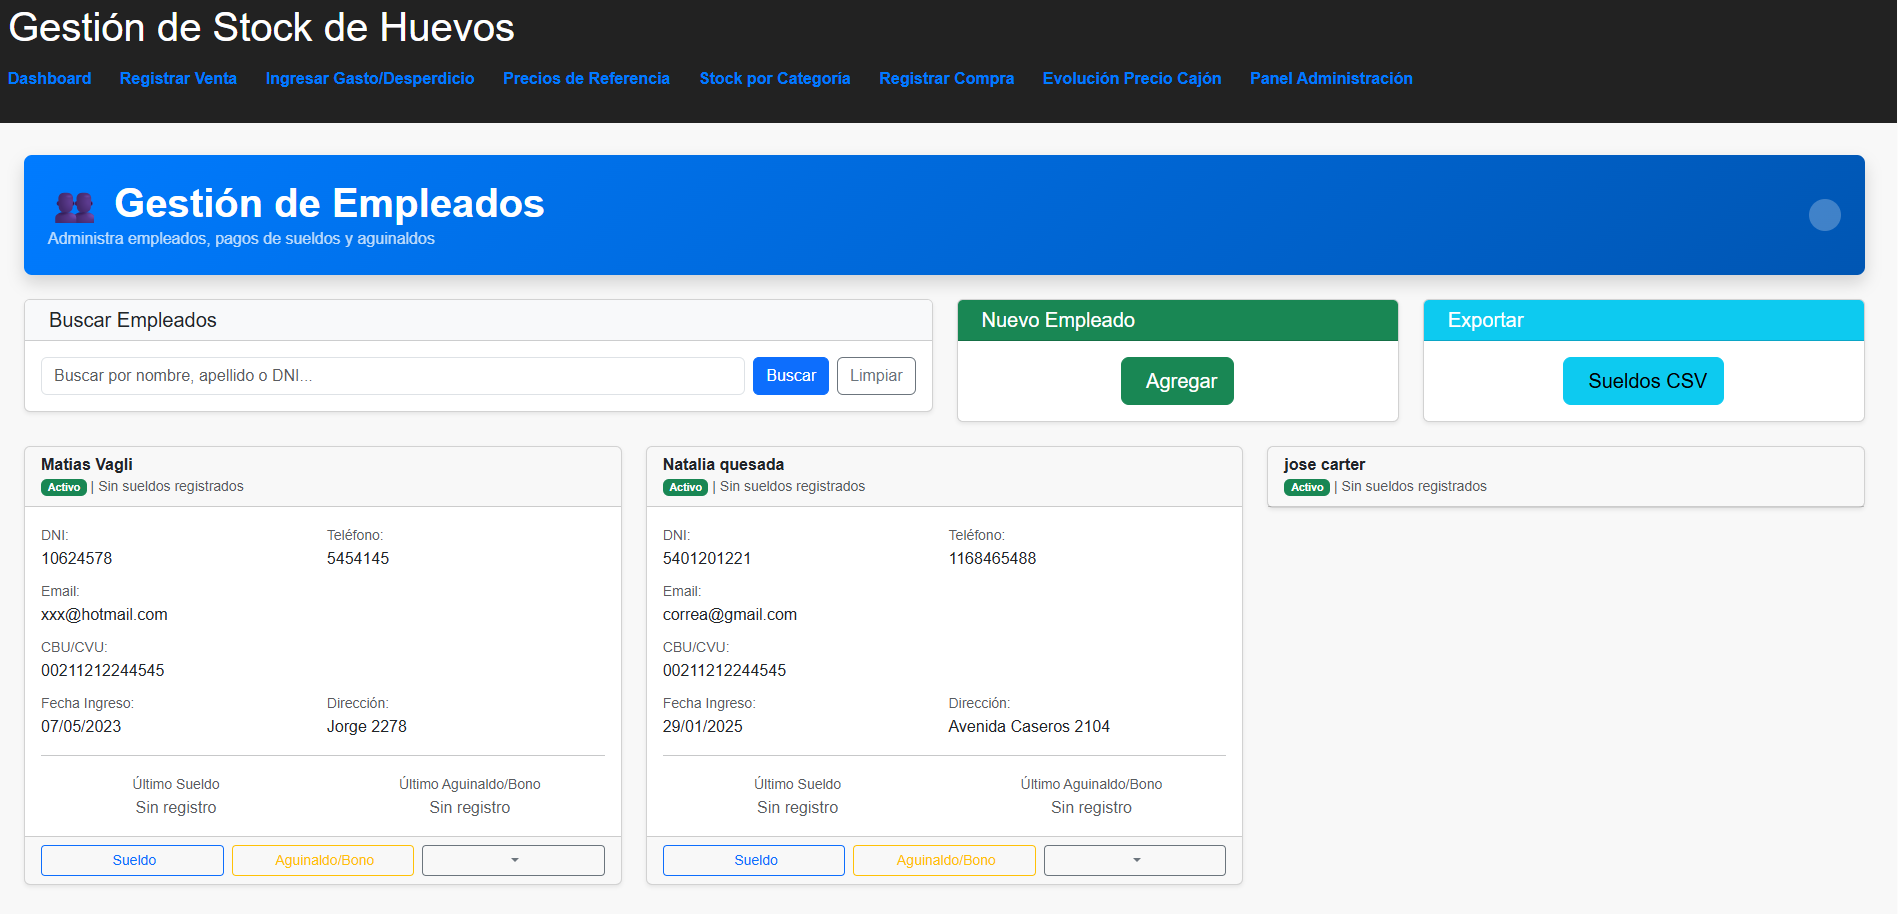 Gestión de Stock de Huevos
Dashboard Registrar Venta Ingresar Gasto/Desperdicio Precios de Referencia Stock por Categoría Registrar Compra Evolución Precio Cajón Panel Administración
Gestión de Empleados
Administra empleados, pagos de sueldos y aguinaldos
Buscar Empleados
Buscar por nombre, apellido o DNI...
Buscar
Limpiar
Nuevo Empleado
Agregar
Exportar
Sueldos CSV
Matias Vagli
Activo | Sin sueldos registrados
DNI: Teléfono:
10624578 5454145
Email:
xxx@hotmail.com
CBU/CVU:
00211212244545
Fecha Ingreso: Dirección:
07/05/2023 Jorge 2278
Último Sueldo Último Aguinaldo/Bono
Sin registro Sin registro
Sueldo Aguinaldo/Bono
Natalia quesada
Activo | Sin sueldos registrados
DNI: Teléfono:
5401201221 1168465488
Email:
correa@gmail.com
CBU/CVU:
00211212244545
Fecha Ingreso: Dirección:
29/01/2025 Avenida Caseros 2104
Último Sueldo Último Aguinaldo/Bono
Sin registro Sin registro
Sueldo Aguinaldo/Bono
jose carter
Activo | Sin sueldos registrados